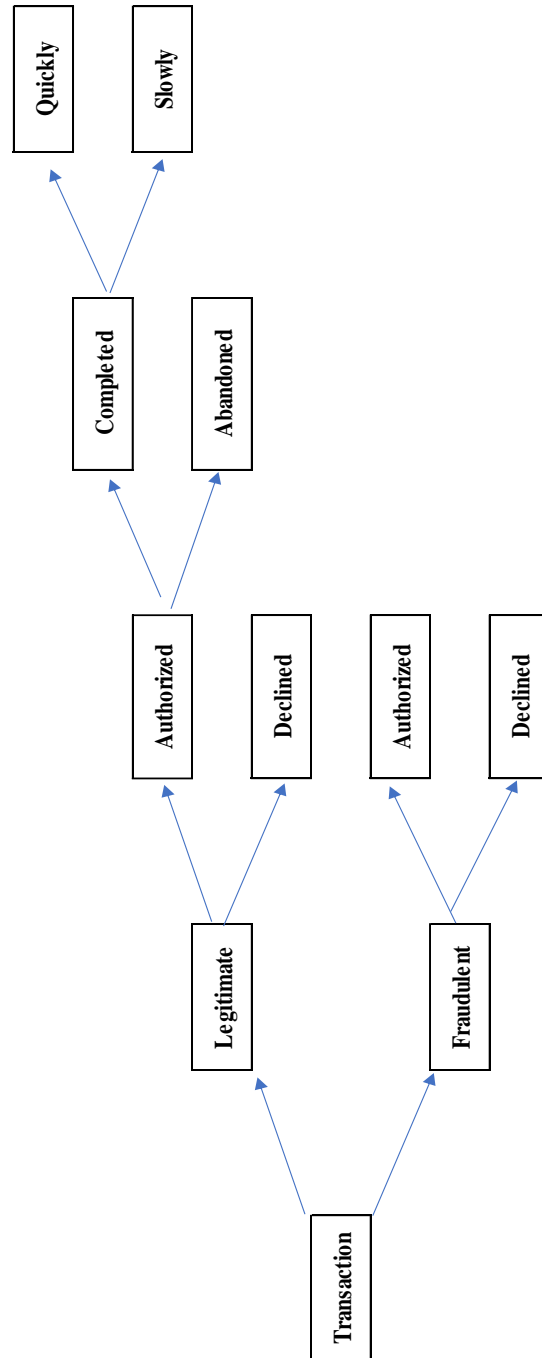 Transaction
Legitimate
Fraudulent
Authorized
Declined
Authorized
Declined
Completed
Abandoned
Quickly
Slowly